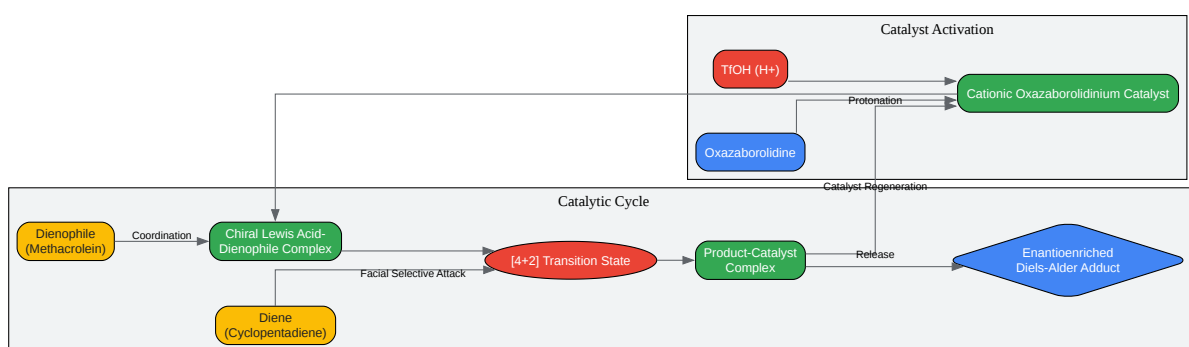 Catalyst Activation
TfOH (H+)
Cationic Oxazaborolidinium Catalyst
Protonation
Oxazaborolidine
Catalyst Regeneration
Catalytic Cycle
Dienophile
(Methacrolein)
Coordination
Chiral Lewis Acid-
Dienophile Complex
[4+2] Transition State
Facial Selective Attack
Product-Catalyst
Complex
Release
Enantioenriched
Diels-Alder Adduct
Diene
(Cyclopentadiene)